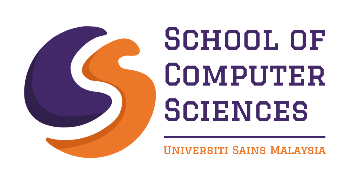 SCHOOL OF
COMPUTER
SCIENCES
UNIVERSITI SAINS MALAYSIA